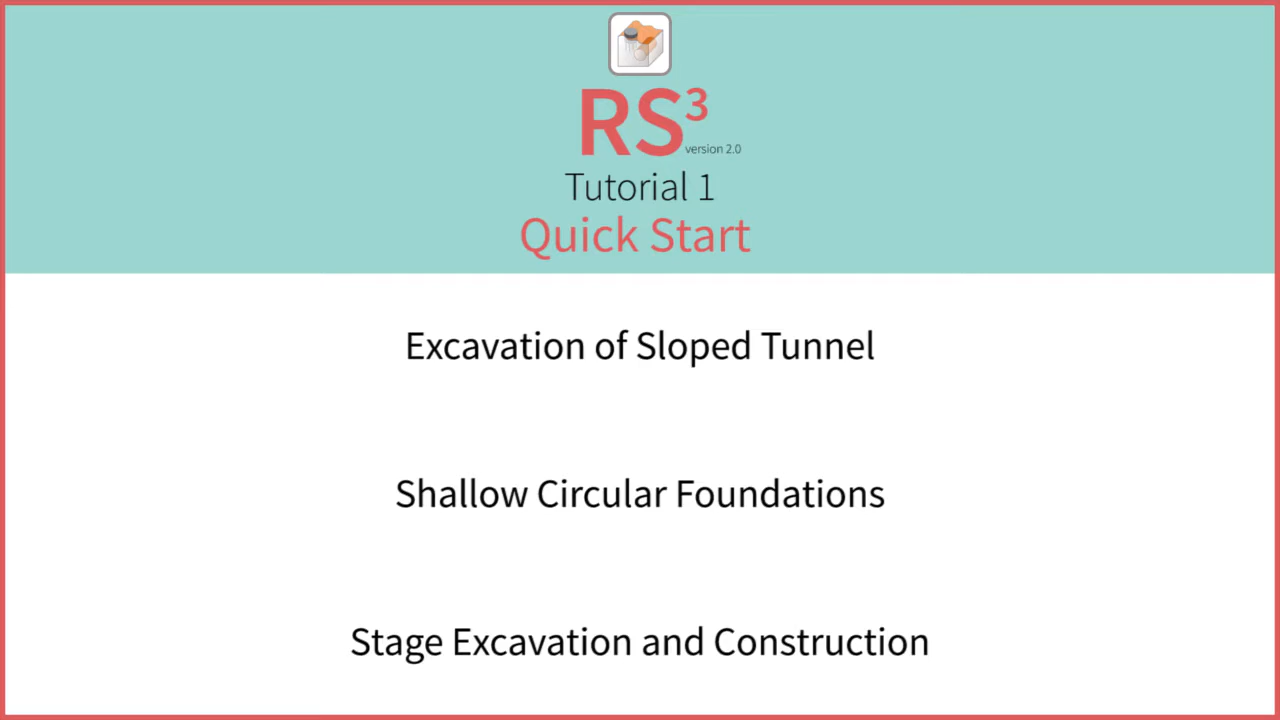 RS³
version 2.0
Tutorial 1
Quick Start
Excavation of Sloped Tunnel
Shallow Circular Foundations
Stage Excavation and Construction